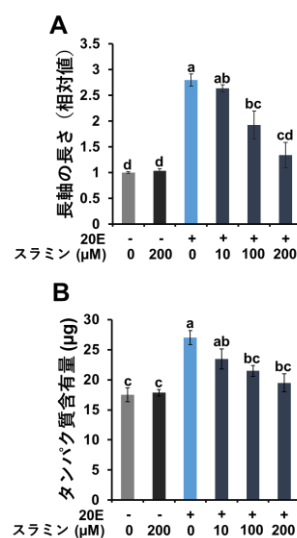 A
長軸の長さ（相対値）
3.5
3
2.5
2
1.5
1
0.5
0
d d a ab bc cd
20E - - + + + +
スラミン (μM) 0 200 0 10 100 200
B
タンパク質含有量 (μg)
30
25
20
15
10
5
0
c c a ab bc bc
20E - - + + + +
スラミン (μM) 0 200 0 10 100 200